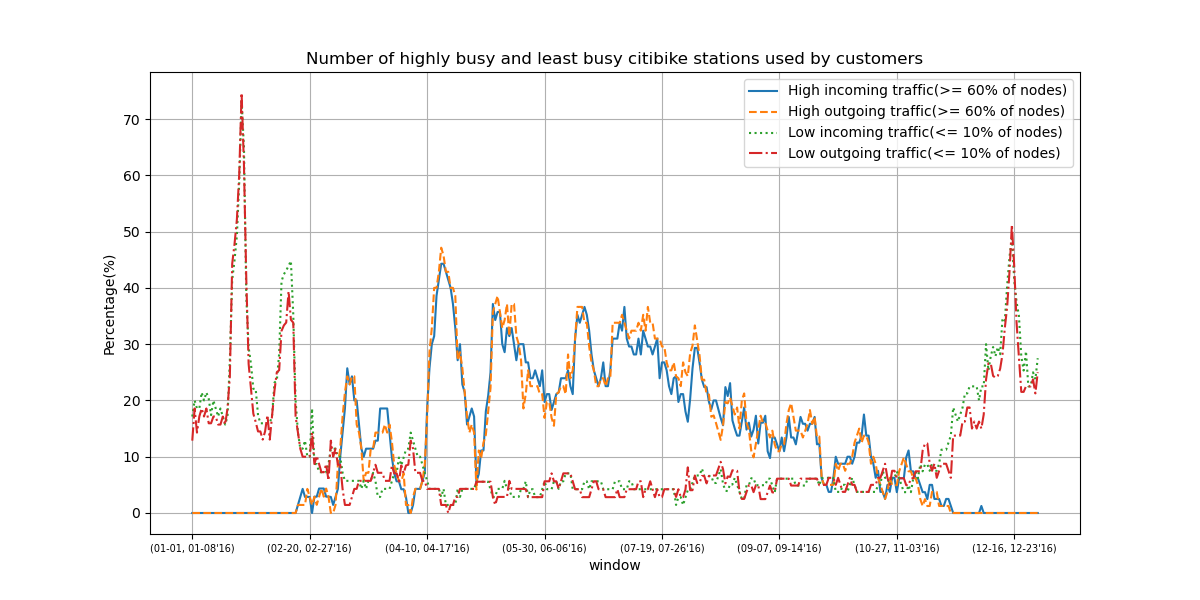 Number of highly busy and least busy citibike stations used by customers
High incoming traffic(>= 60% of nodes)
High outgoing traffic(>= 60% of nodes)
Low incoming traffic(<= 10% of nodes)
Low outgoing traffic(<= 10% of nodes)
Percentage(%)
70
60
50
40
30
20
10
0
(01-01, 01-08'16) (02-20, 02-27'16) (04-10, 04-17'16) (05-30, 06-06'16) (07-19, 07-26'16) (09-07, 09-14'16) (10-27, 11-03'16) (12-16, 12-23'16)
window